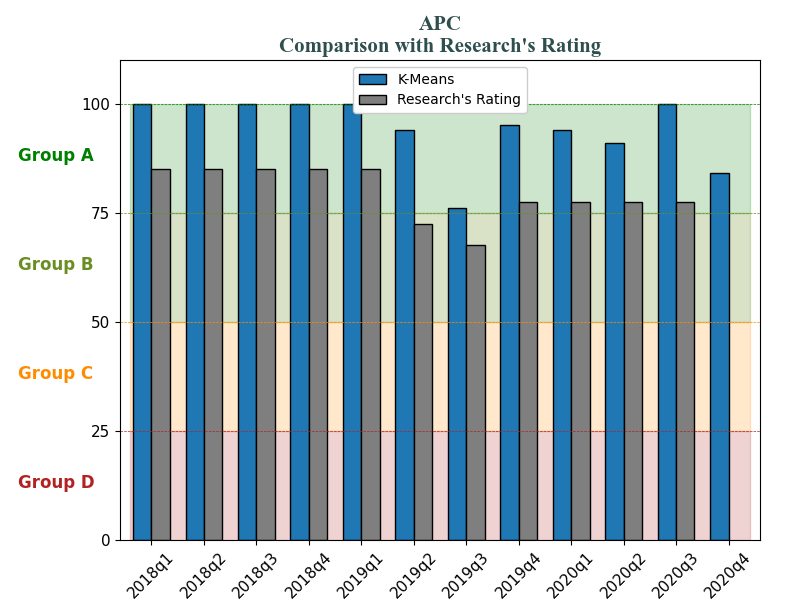 APC
Comparison with Research's Rating
K-Means
Research's Rating
100
Group A
75
Group B
50
Group C
25
Group D
0
2018q1
2018q2
2018q3
2018q4
2019q1
2019q2
2019q3
2019q4
2020q1
2020q2
2020q3
2020q4